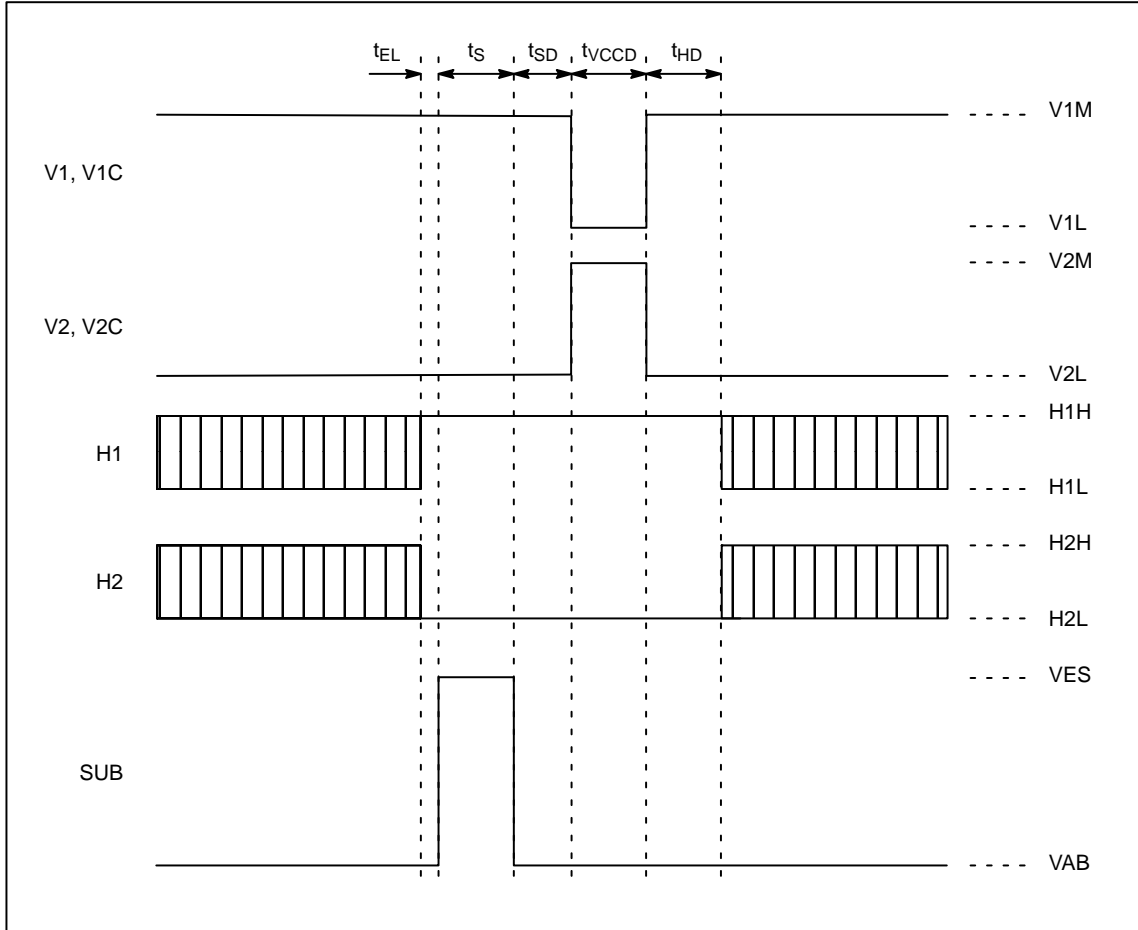 tEL tS tSD tVCCD tHD
V1M
V1, V1C
V1L
V2M
V2, V2C
V2L
H1H
H1
H1L
H2H
H2
H2L
VES
SUB
VAB